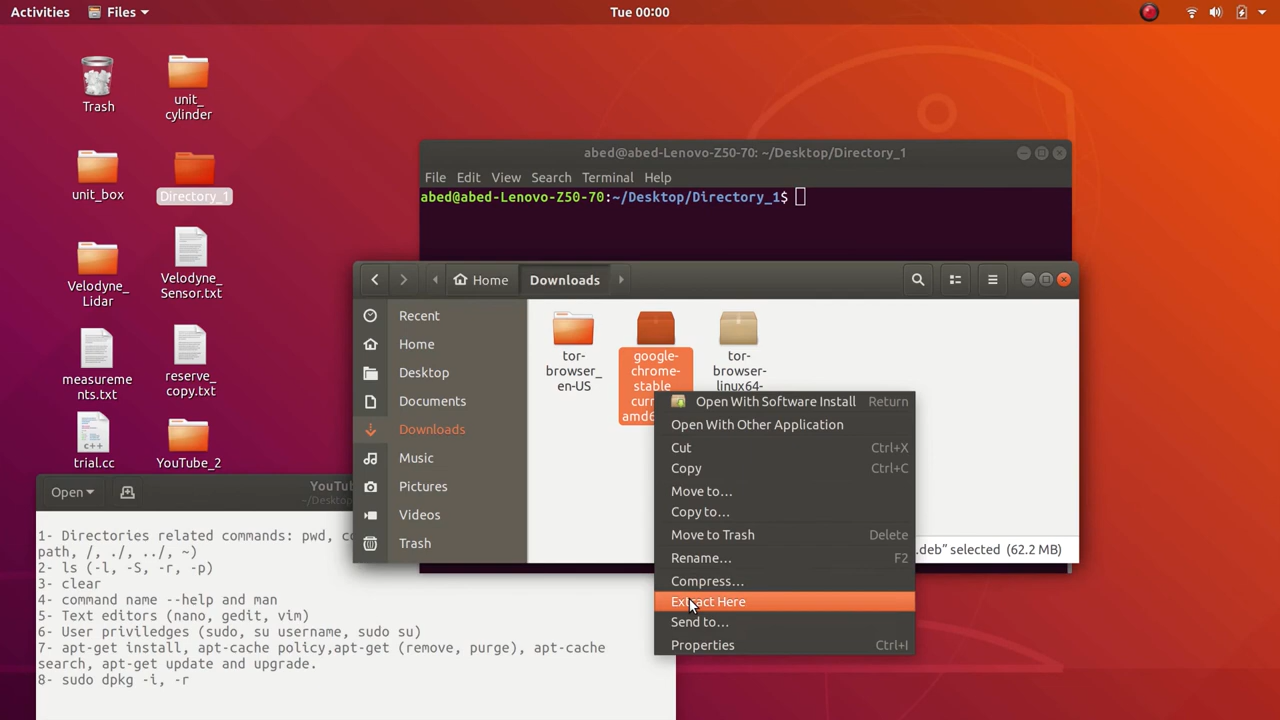 Activities
Files
Tue 00:00
Trash
unit_
cylinder
unit_box
Directory_1
Velodyne_
Lidar
Velodyne_
Sensor.txt
measureme
nts.txt
reserve_
copy.txt
trial.cc
YouTube_2
abed@abed-Lenovo-Z50-70: ~/Desktop/Directory_1
File Edit View Search Terminal Help
abed@abed-Lenovo-Z50-70:~/Desktop/Directory_1$
Home
Downloads
Recent
Home
Desktop
Documents
Downloads
Music
Pictures
Videos
Trash
tor-
browser_
en-US
google-
chrome-
stable_
tor-
browser-
linux64-
Open With Software Install Return
Open With Other Application
Cut Ctrl+X
Copy Ctrl+C
Move to…
Copy to…
Move to Trash Delete
Rename… F2
Compress…
Extract Here
Send to…
Properties Ctrl+I
.deb” selected (62.2 MB)
Open
1- Directories related commands: pwd,
path, /, ./, ../, ~)
2- ls (-l, -S, -r, -p)
3- clear
4- command name --help and man
5- Text editors (nano, gedit, vim)
6- User priviledges (sudo, su username, sudo su)
7- apt-get install, apt-cache policy,apt-get (remove, purge), apt-cache
search, apt-get update and upgrade.
8- sudo dpkg -i, -r